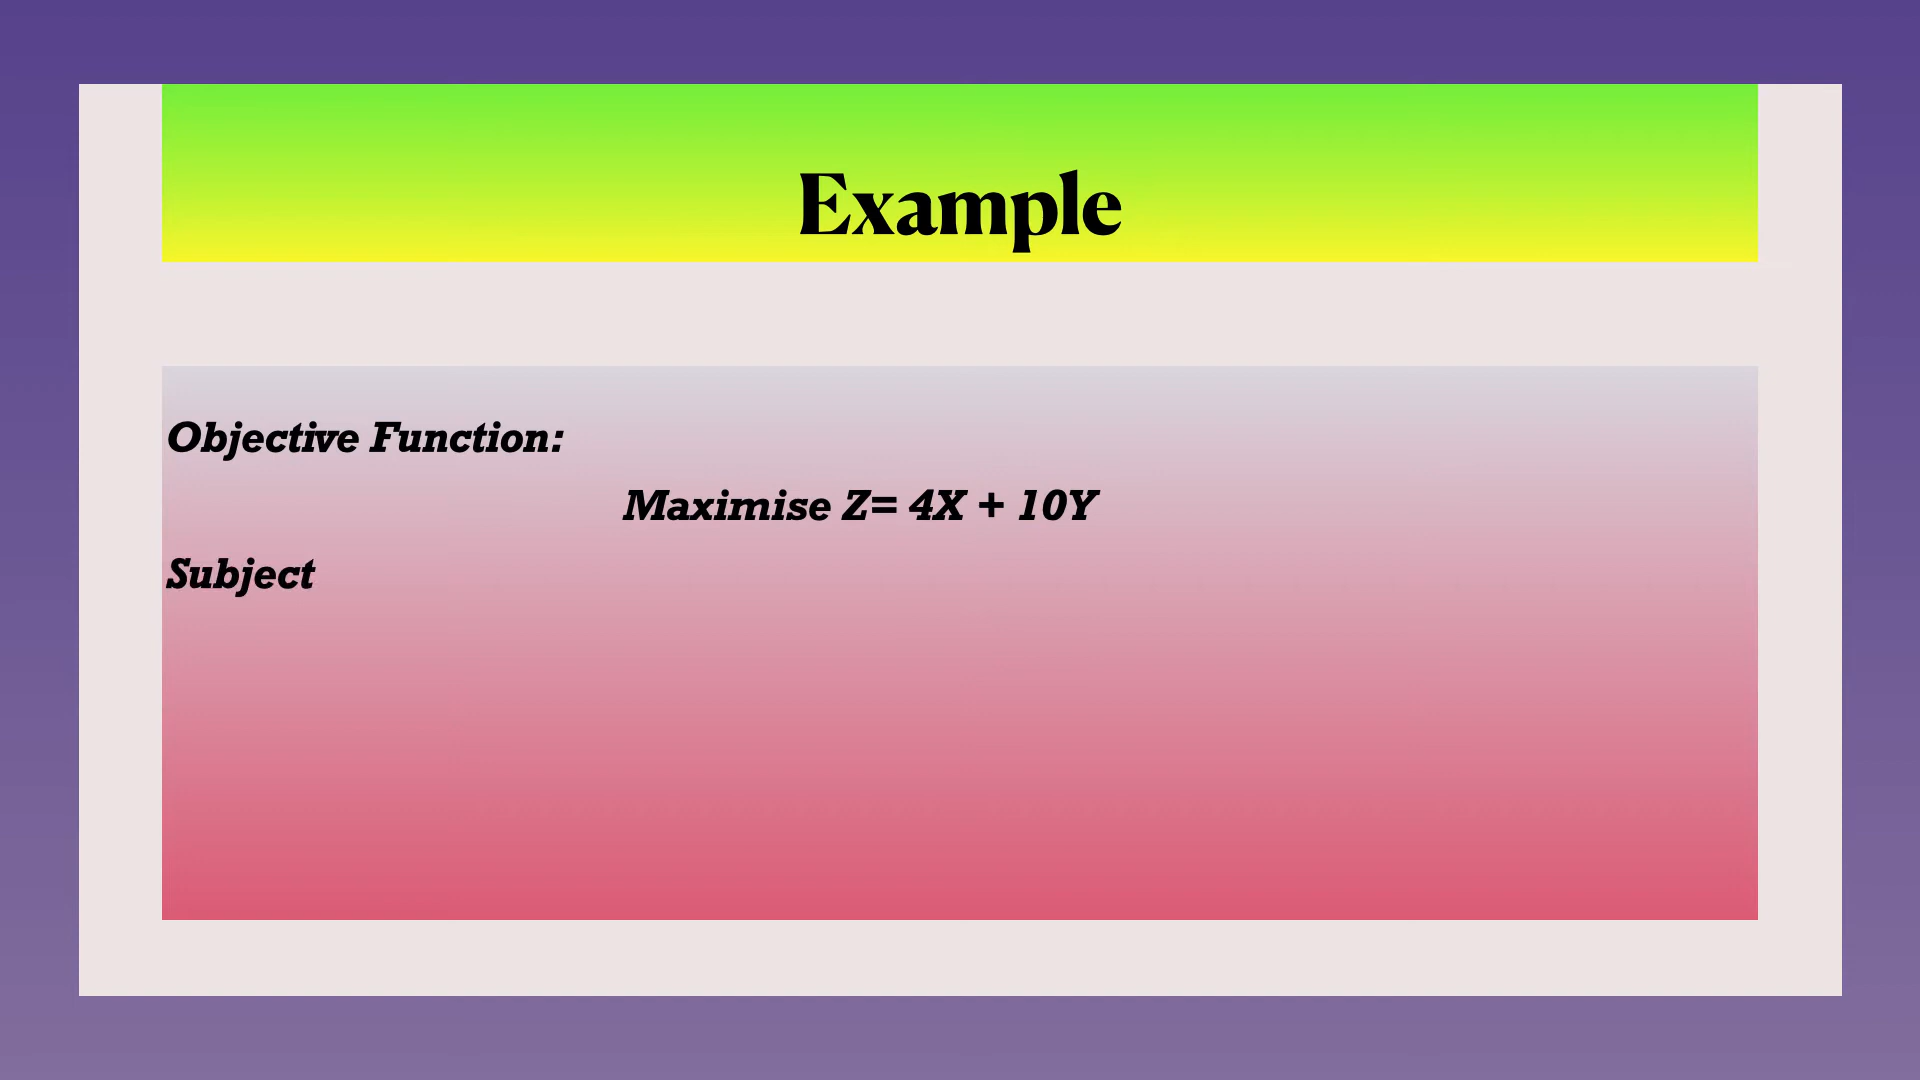 Example
Objective Function:
Maximise Z= 4X + 10Y
Subject